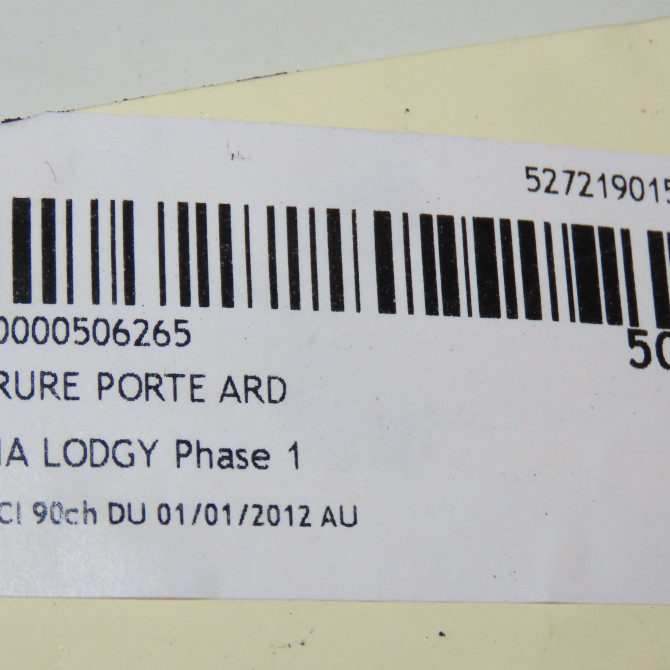 527219015
0000506265
50
RURE PORTE ARD
IA LODGY Phase 1
CI 90ch DU 01/01/2012 AU